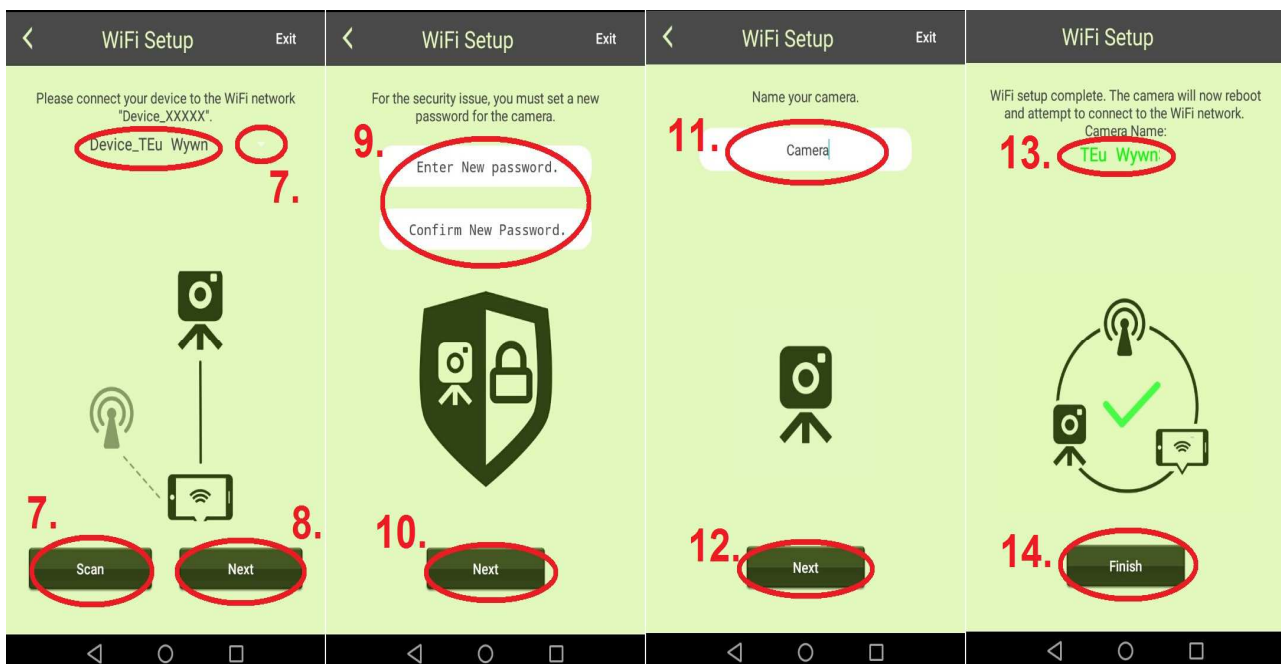 WiFi Setup Exit
Please connect your device to the WiFi network
"Device_XXXXX".
Device_TEu Wywn
7.
7.
8.
Scan Next
WiFi Setup Exit
For the security issue, you must set a new
password for the camera.
9.
Enter New password.
Confirm New Password.
10.
Next
WiFi Setup Exit
Name your camera.
11.
Camera
12.
Next
WiFi Setup
WiFi setup complete. The camera will now reboot
and attempt to connect to the WiFi network.
Camera Name:
13.
TEu Wywn
14.
Finish